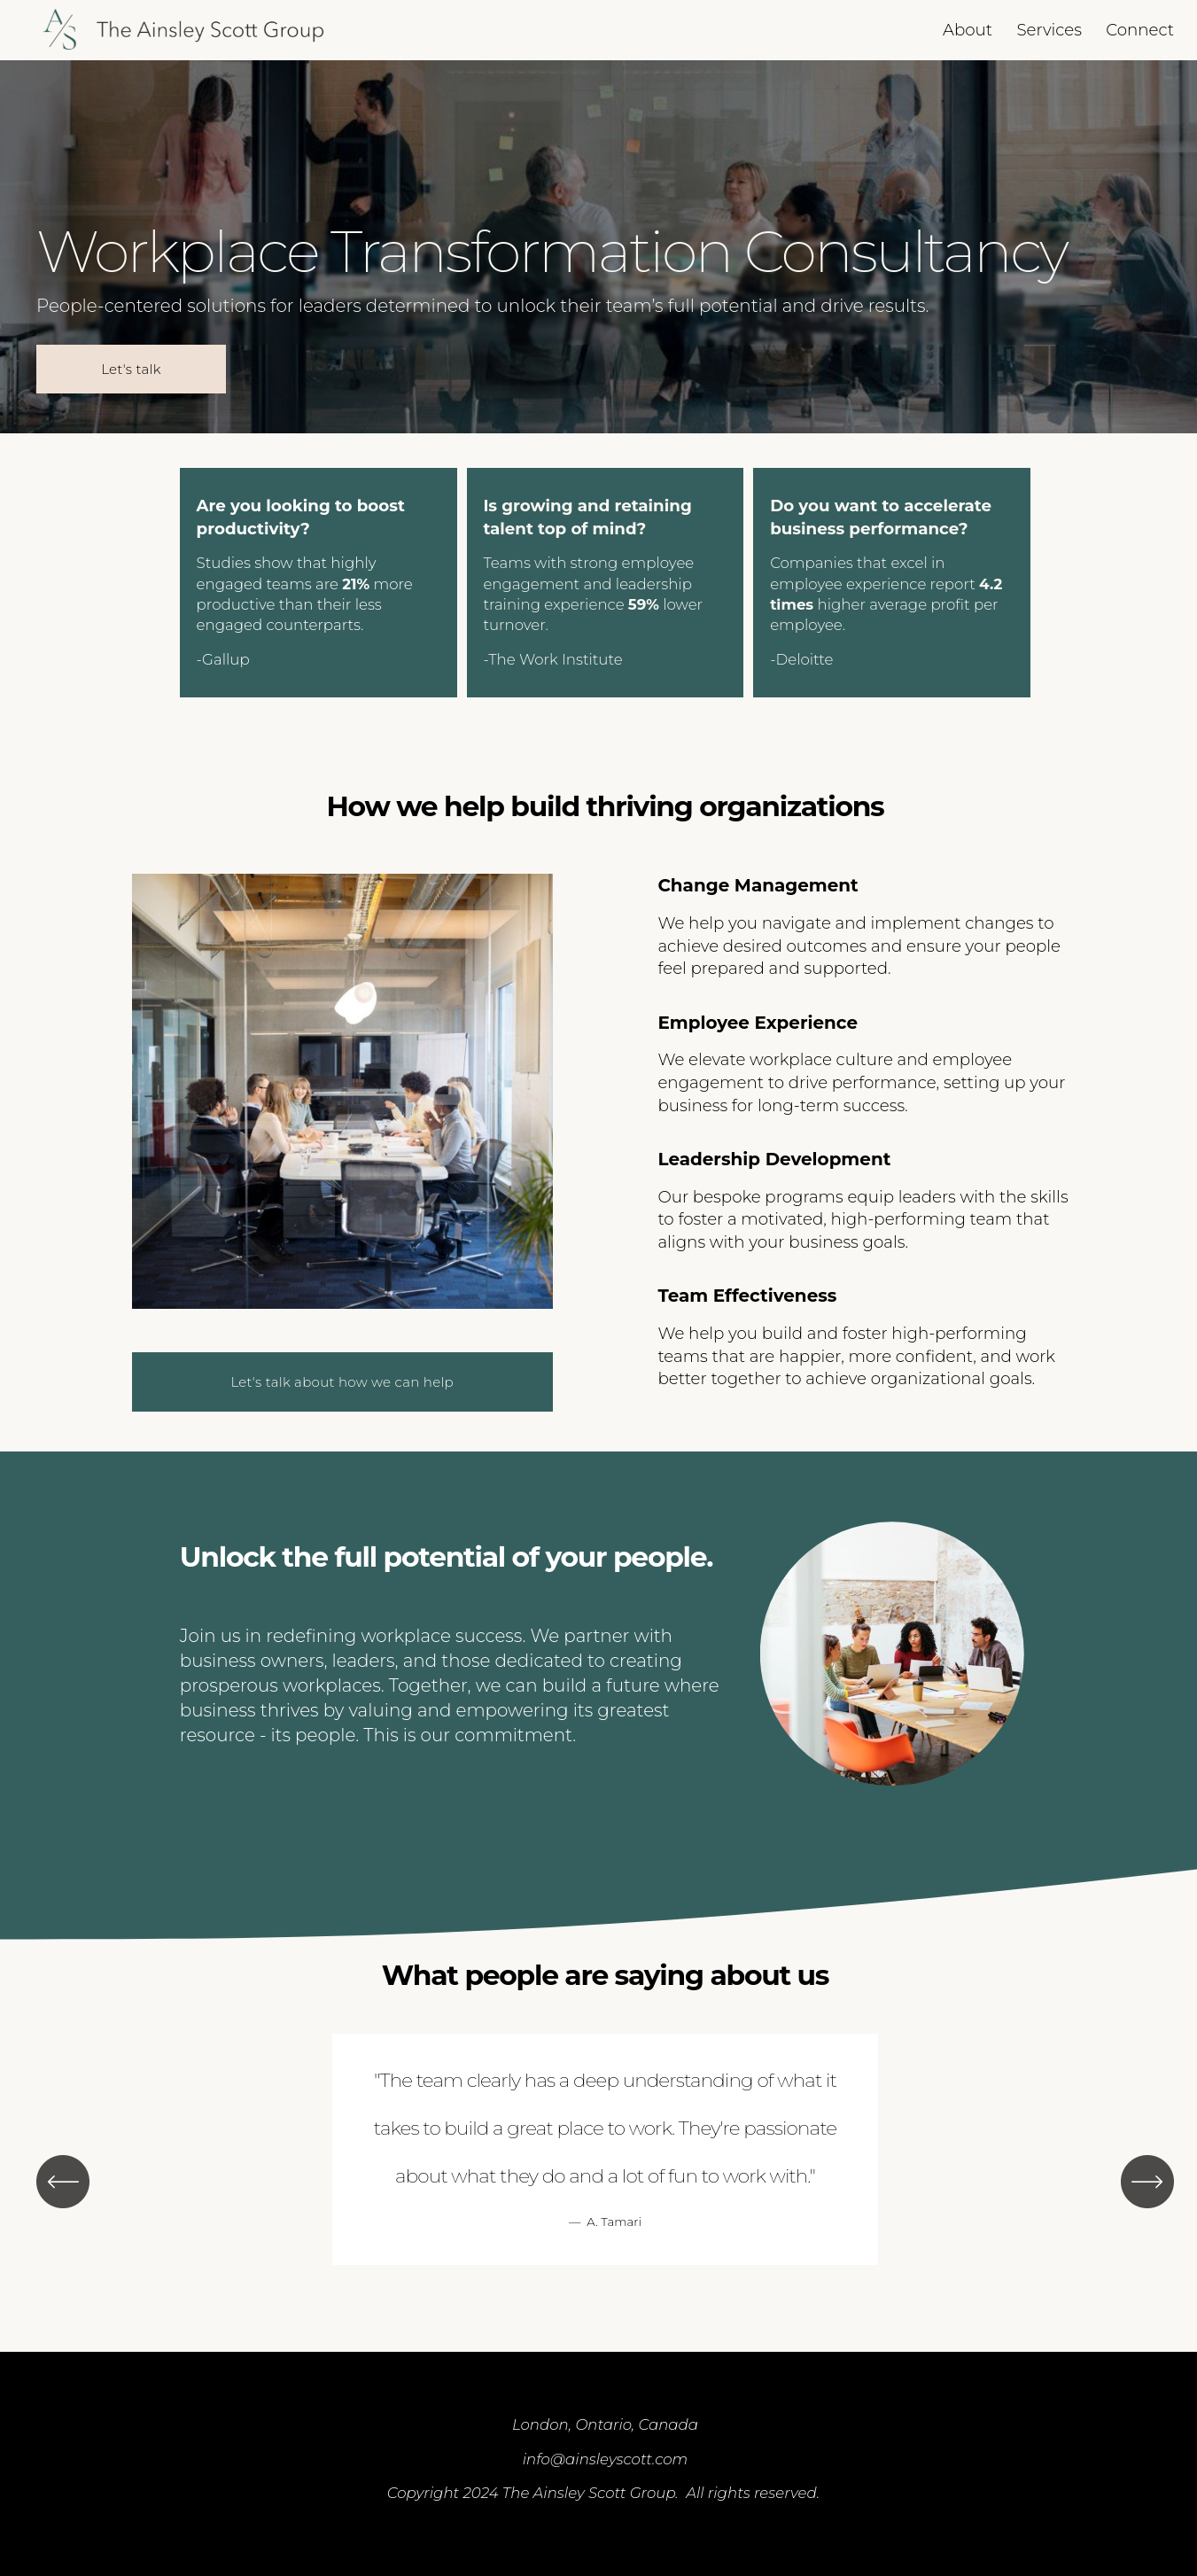 A/S The Ainsley Scott Group
About Services Connect
Workplace Transformation Consultancy
People-centered solutions for leaders determined to unlock their team's full potential and drive results.
Let's talk
Are you looking to boost
productivity?
Studies show that highly
engaged teams are 21% more
productive than their less
engaged counterparts.
-Gallup
Is growing and retaining
talent top of mind?
Teams with strong employee
engagement and leadership
training experience 59% lower
turnover.
-The Work Institute
Do you want to accelerate
business performance?
Companies that excel in
employee experience report 4.2
times higher average profit per
employee.
-Deloitte
How we help build thriving organizations
Change Management
We help you navigate and implement changes to
achieve desired outcomes and ensure your people
feel prepared and supported.
Employee Experience
We elevate workplace culture and employee
engagement to drive performance, setting up your
business for long-term success.
Leadership Development
Our bespoke programs equip leaders with the skills
to foster a motivated, high-performing team that
aligns with your business goals.
Team Effectiveness
We help you build and foster high-performing
teams that are happier, more confident, and work
better together to achieve organizational goals.
Let's talk about how we can help
Unlock the full potential of your people.
Join us in redefining workplace success. We partner with
business owners, leaders, and those dedicated to creating
prosperous workplaces. Together, we can build a future where
business thrives by valuing and empowering its greatest
resource - its people. This is our commitment.
What people are saying about us
"The team clearly has a deep understanding of what it
takes to build a great place to work. They're passionate
about what they do and a lot of fun to work with."
— A. Tamari
London, Ontario, Canada
info@ainsleyscott.com
Copyright 2024 The Ainsley Scott Group.  All rights reserved.